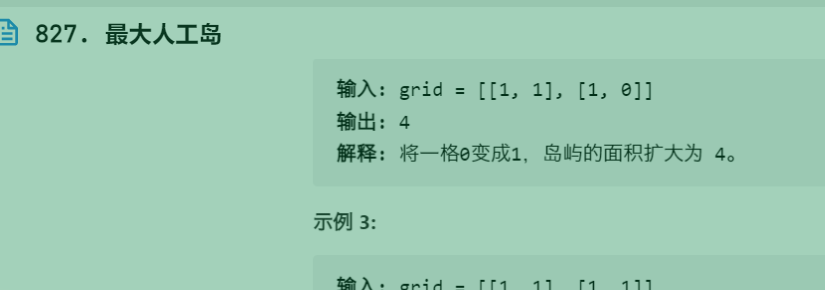 827. 最大人工岛
输入: grid = [[1, 1], [1, 0]]
输出: 4
解释: 将一格0变成1, 岛屿的面积扩大为 4。
示例 3:
输入: grid = [[1, 1], [1, 1]]